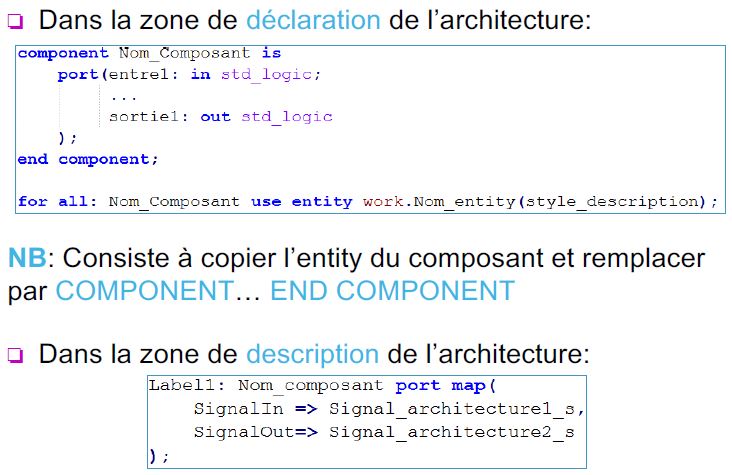 Dans la zone de déclaration de l’architecture:
component Nom_Composant is
port(entre1: in std_logic;
...
sortie1: out std_logic
);
end component;
for all: Nom_Composant use entity work.Nom_entity(style_description);
NB: Consiste à copier l’entity du composant et remplacer
par COMPONENT… END COMPONENT
Dans la zone de description de l’architecture:
Label1: Nom_composant port map(
SignalIn => Signal_architecture1_s,
SignalOut=> Signal_architecture2_s
);